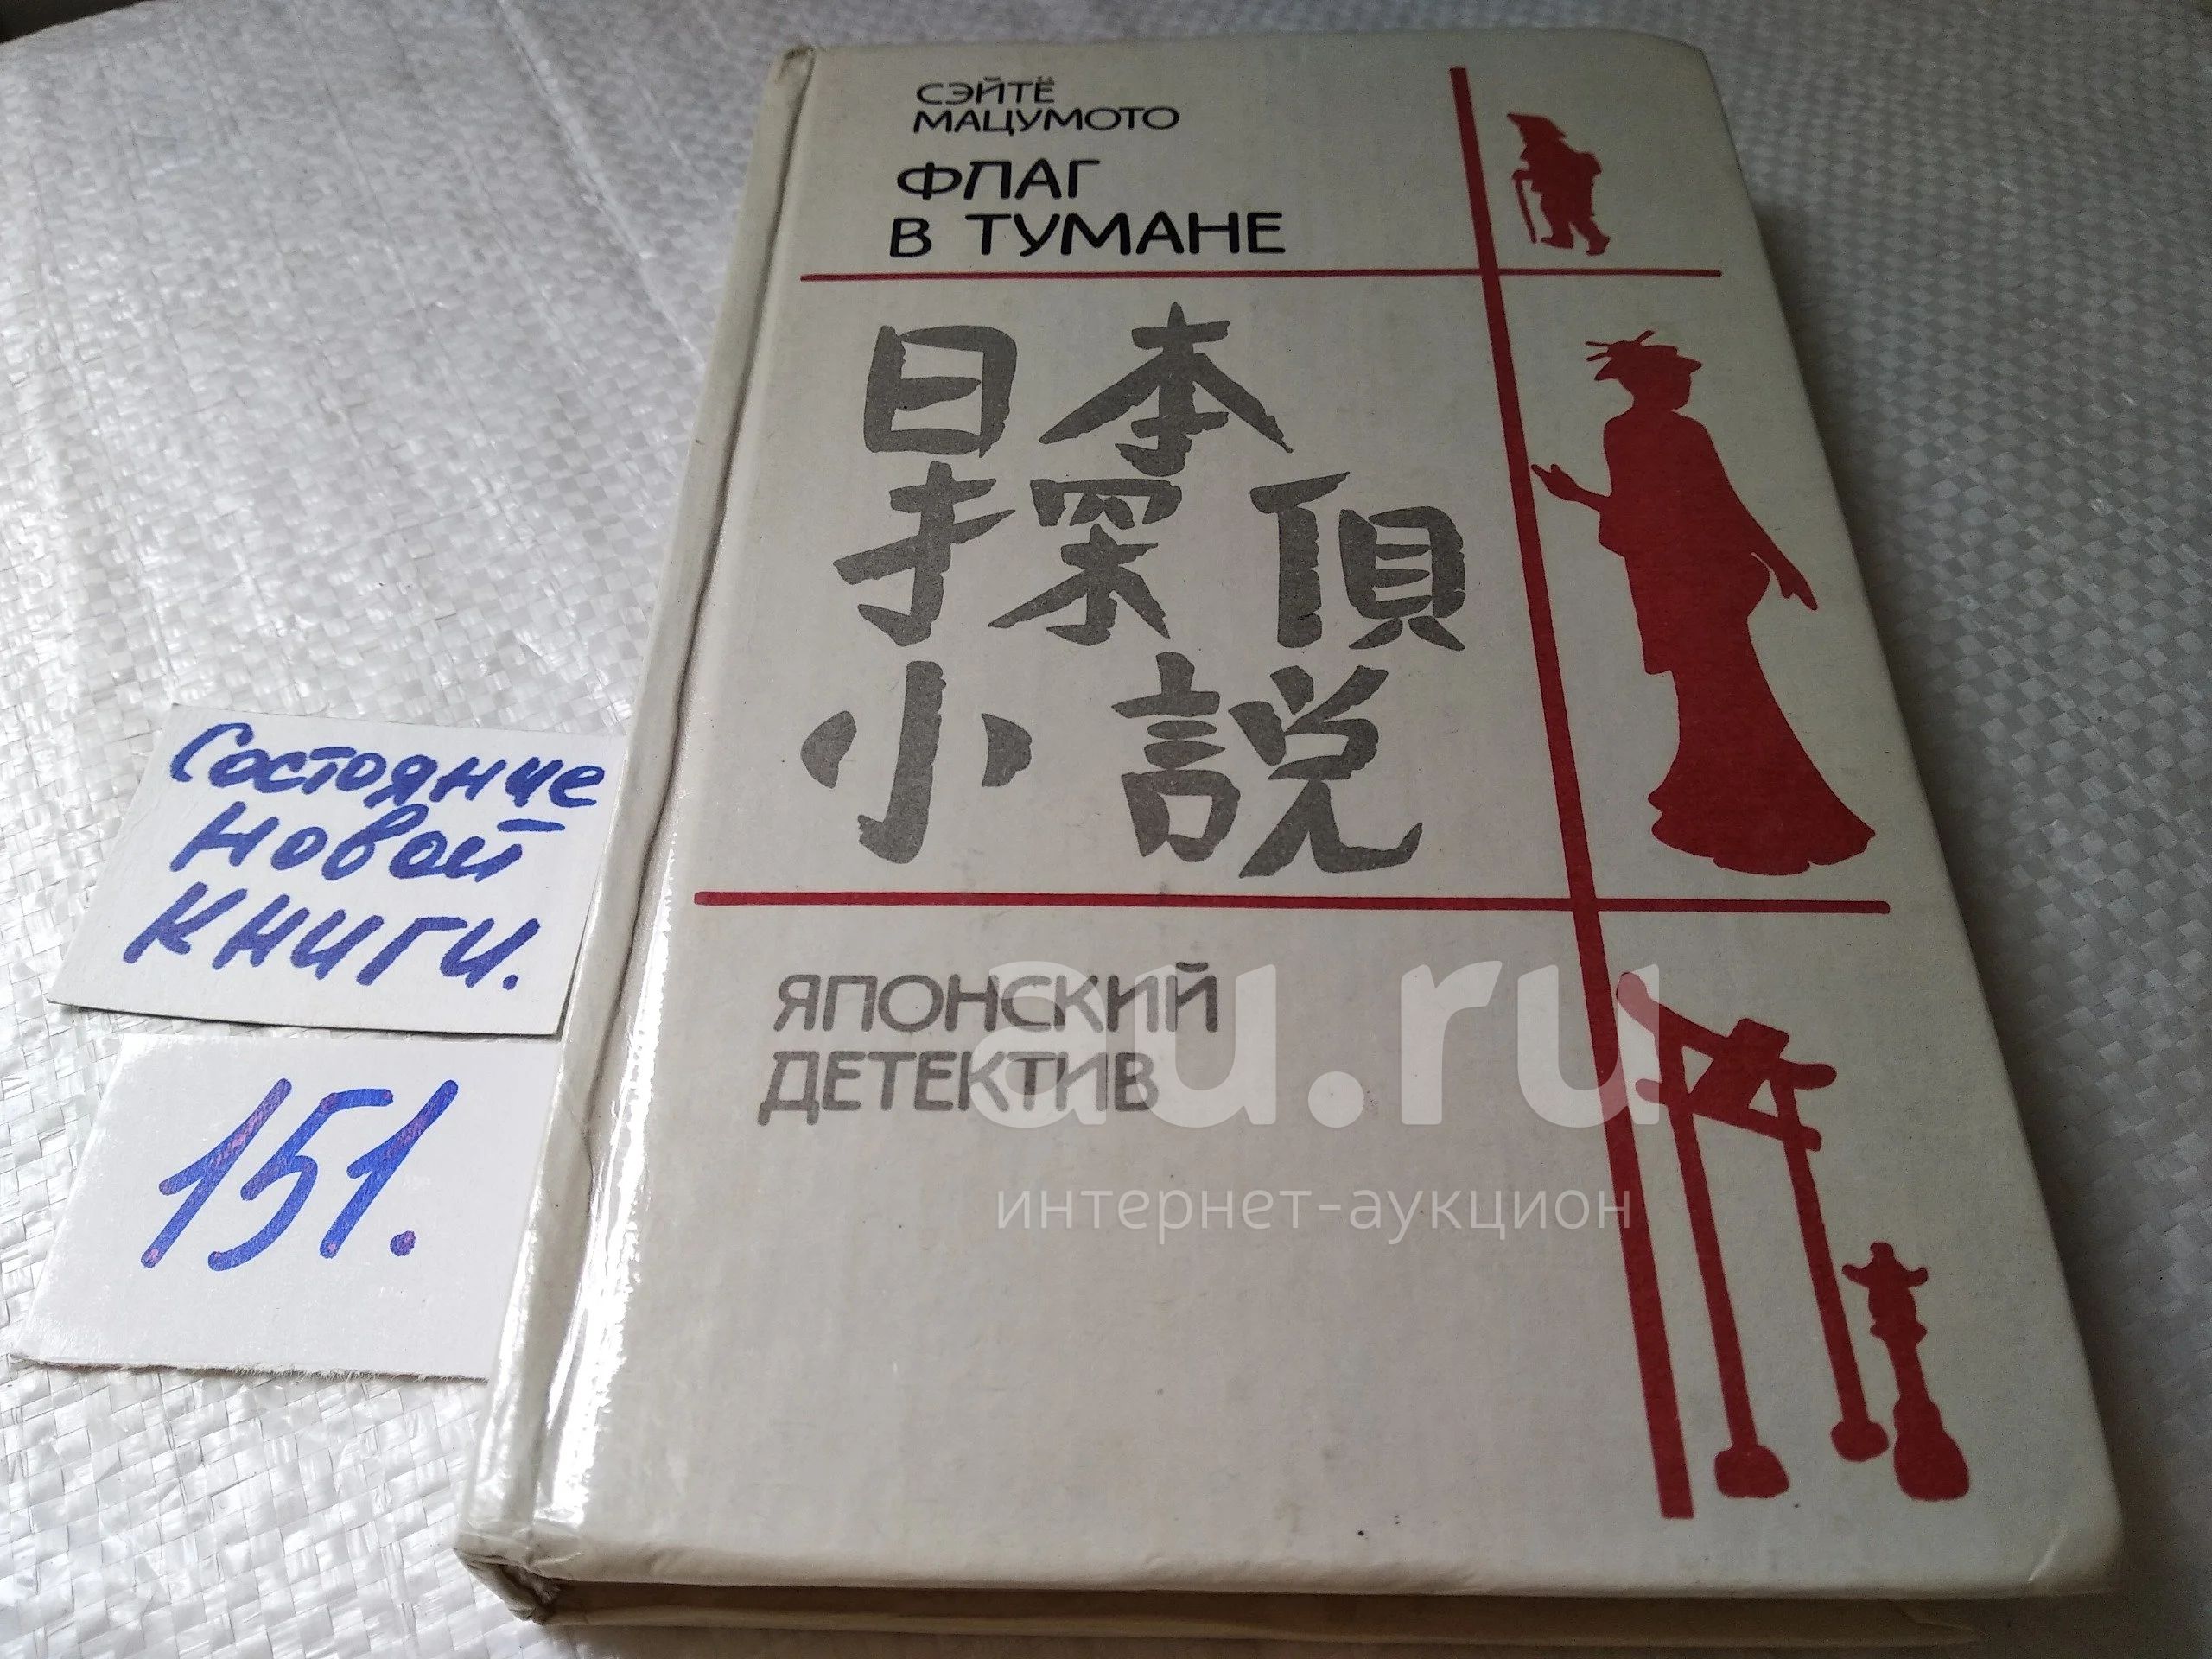 СЭЙТЁ
МАЦУМОТО
ФЛАГ
В ТУМАНЕ
日本
探偵
小説
ЯПОНСКИЙ
ДЕТЕКТИВ
Состояние
новой
книги.
151.
au.ru
интернет-аукцион